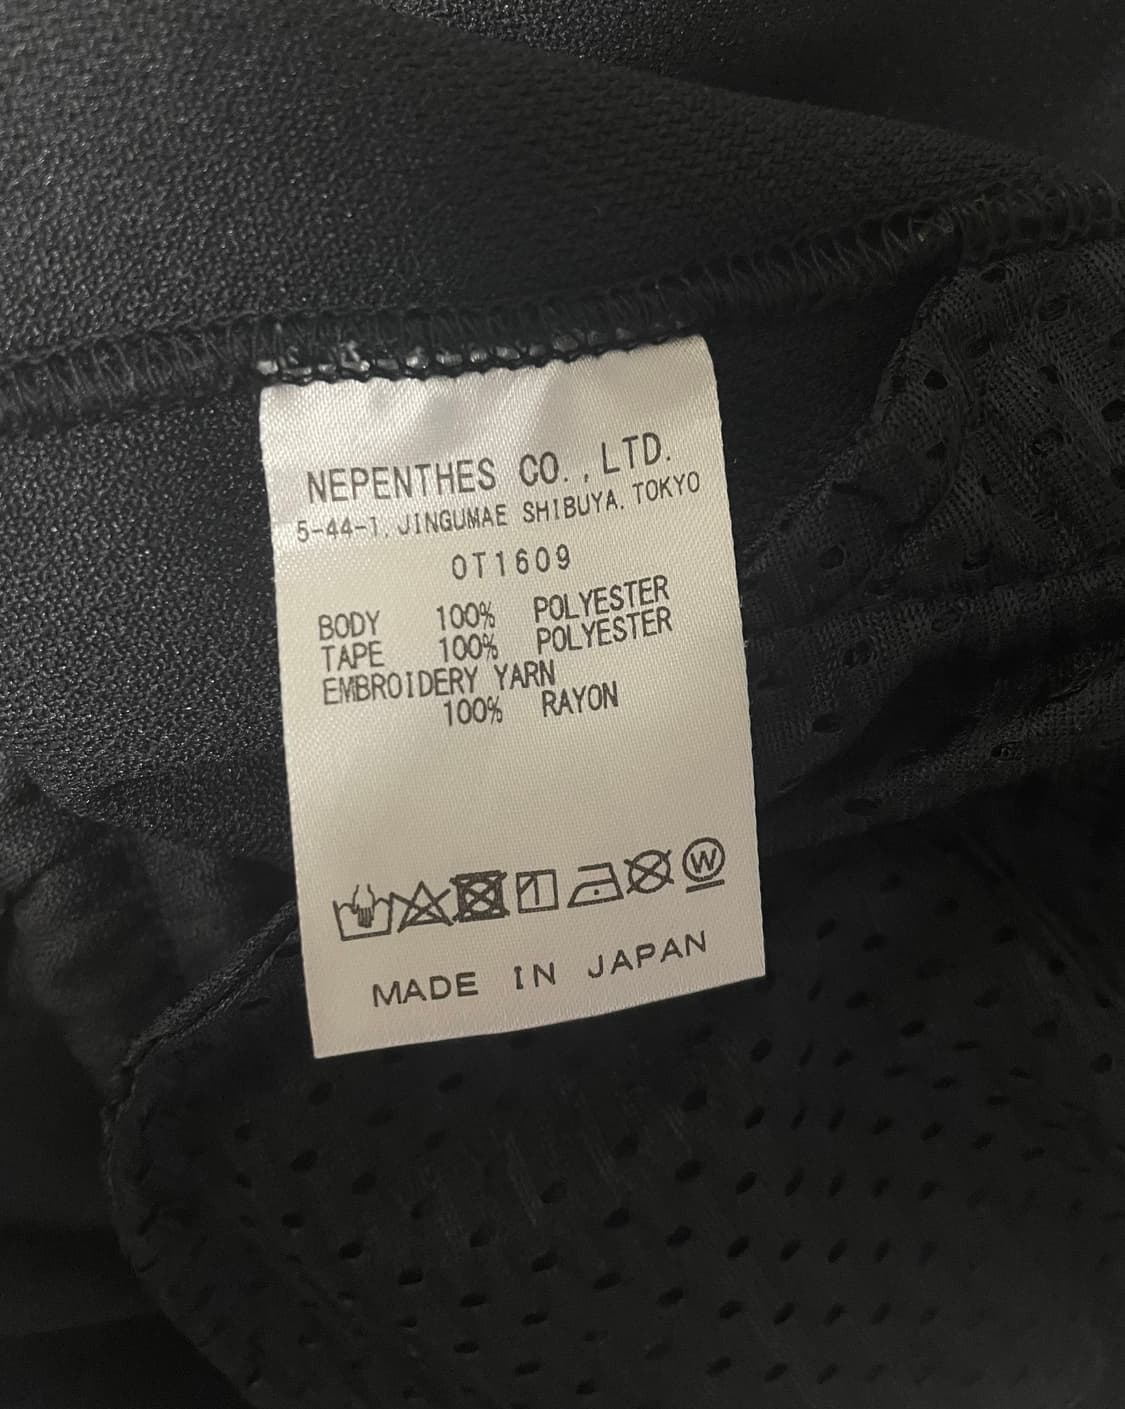 NEPENTHES CO.,LTD.
5-44-1, JINGUMAE SHIBUYA. TOKYO
OT1609
BODY 100% POLYESTER
TAPE 100% POLYESTER
EMBROIDERY YARN
100% RAYON
W
MADE IN JAPAN